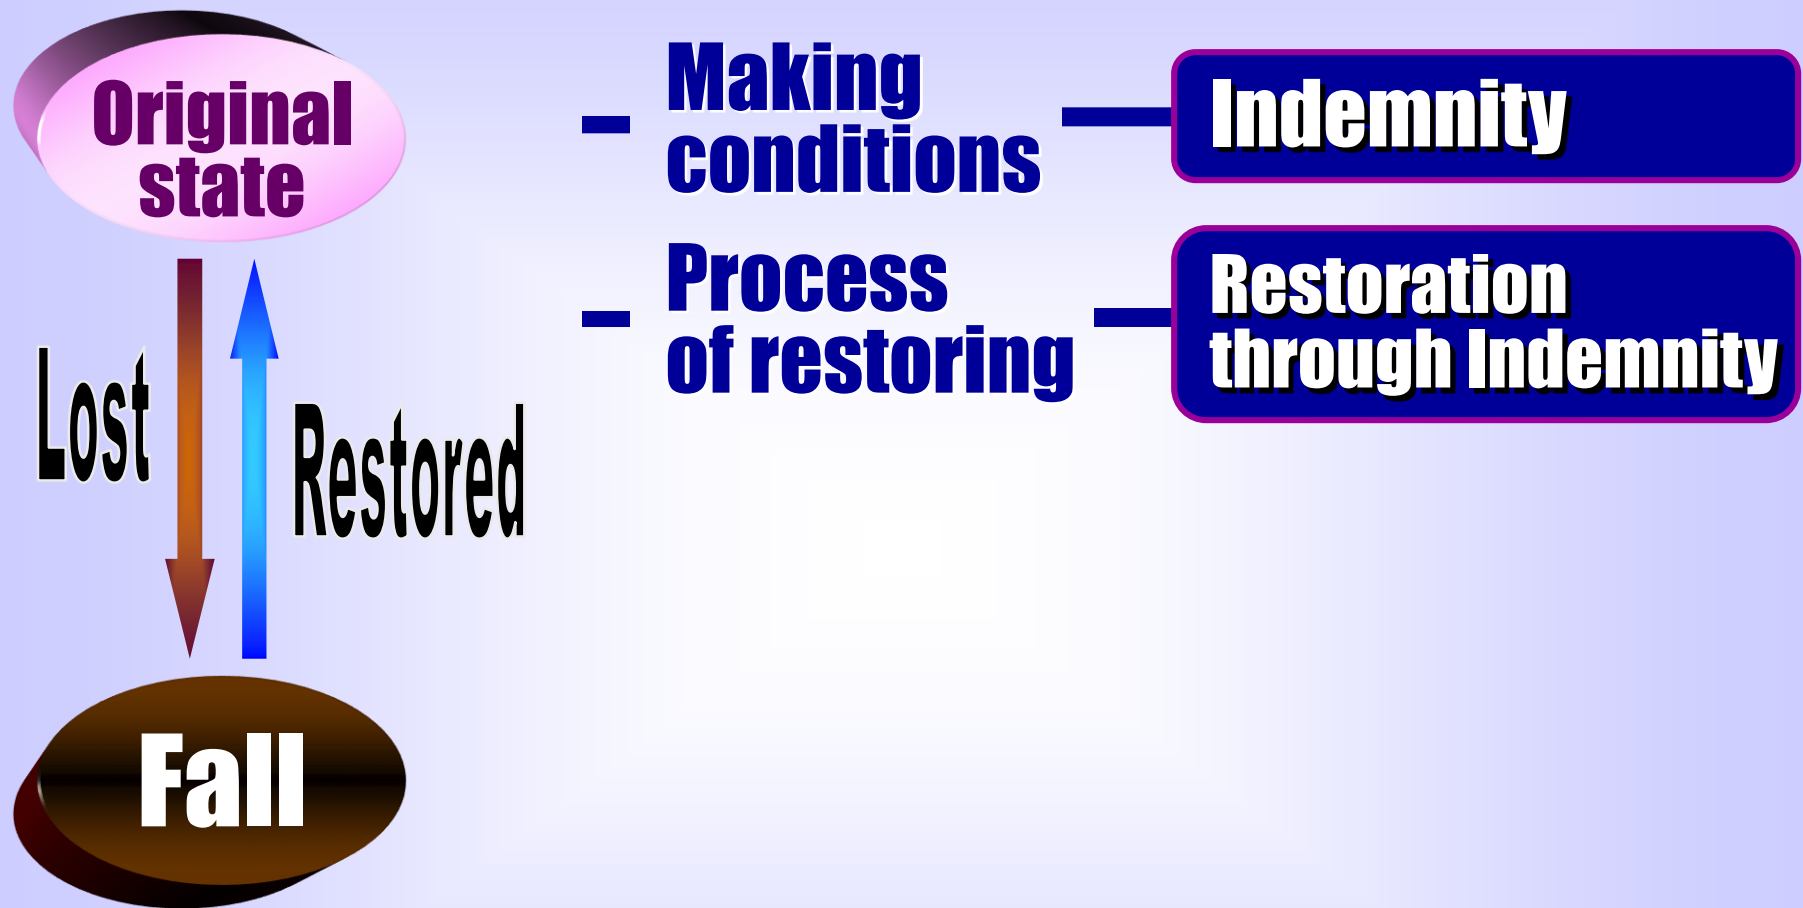 Original
state
Lost
Restored
Fall
- Making
conditions
Indemnity
- Process
of restoring
Restoration
through Indemnity